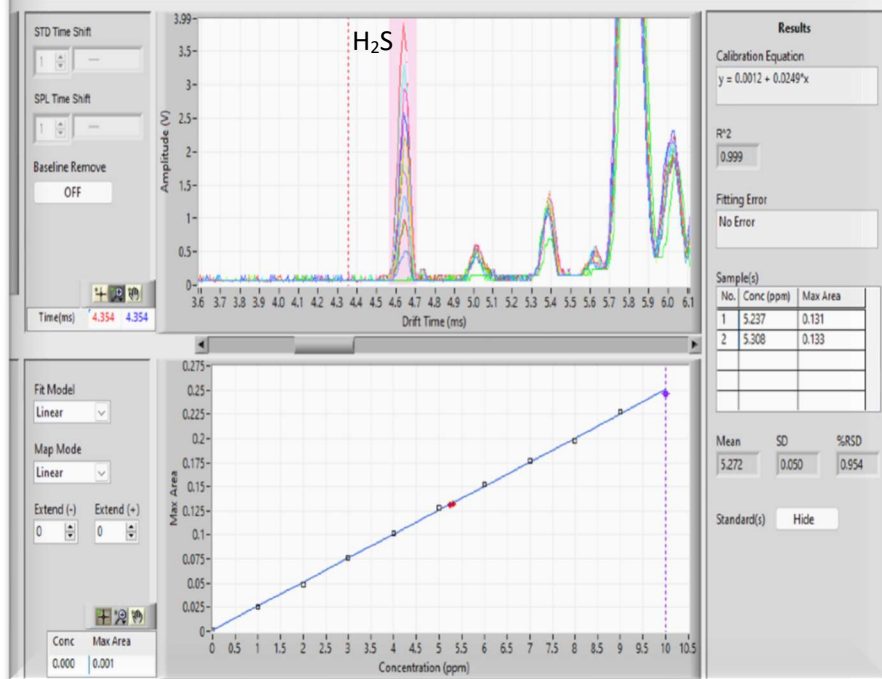 STD Time Shift
1 —
SPL Time Shift
1 —
Baseline Remove
OFF
Time(ms) 4.354 4.354
H₂S
Amplitude (V)
3.99
3.5
3
2.5
2
1.5
1
0.5
0
3.6 3.7 3.8 3.9 4.0 4.1 4.2 4.3 4.4 4.5 4.6 4.7 4.8 4.9 5.0 5.1 5.2 5.3 5.4 5.5 5.6 5.7 5.8 5.9 6.0 6.1
Drift Time (ms)
Fit Model
Linear
Map Mode
Linear
Extend (-) Extend (+)
0 0
Conc Max Area
0.000 0.001
Max Area
0.275
0.25
0.225
0.2
0.175
0.15
0.125
0.1
0.075
0.05
0.025
0
0 0.5 1 1.5 2 2.5 3 3.5 4 4.5 5 5.5 6 6.5 7 7.5 8 8.5 9 9.5 10 10.5
Concentration (ppm)
Results
Calibration Equation
y = 0.0012 + 0.0249*x
R^2
0.999
Fitting Error
No Error
Sample(s)
No. Conc (ppm) Max Area
1 5.237 0.131
2 5.308 0.133
Mean SD %RSD
5.272 0.050 0.954
Standard(s) Hide